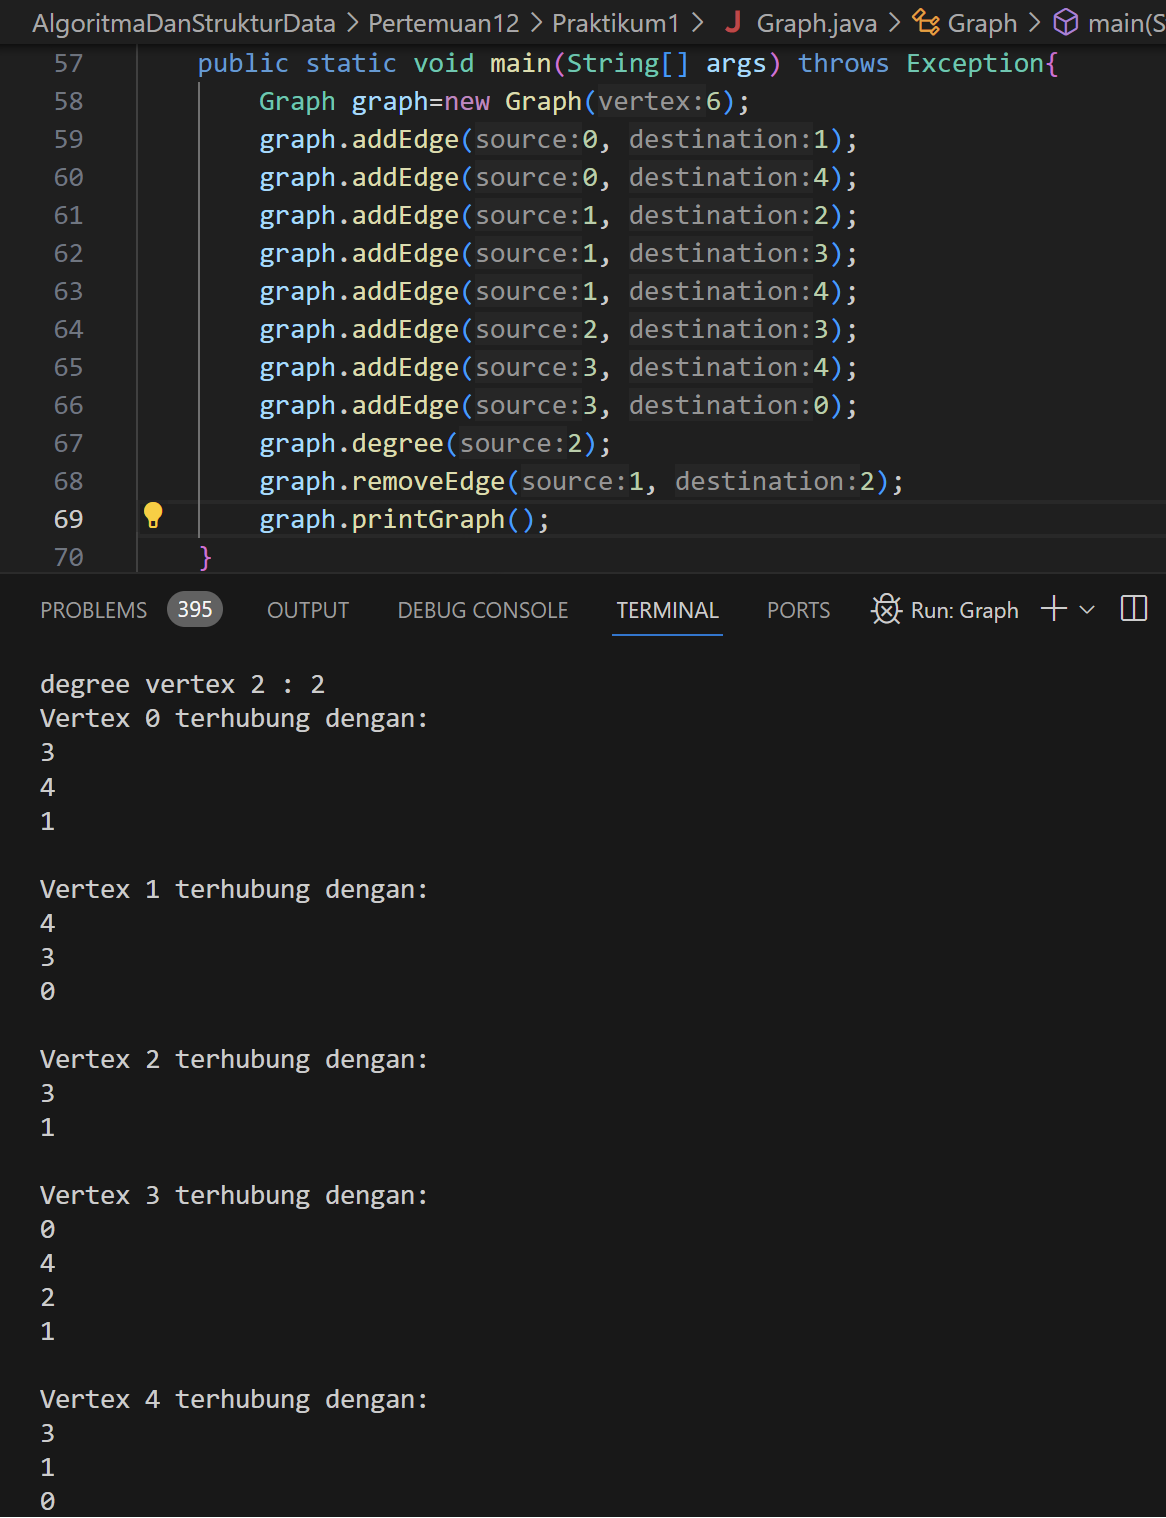 AlgoritmaDanStrukturData > Pertemuan12 > Praktikum1 > J Graph.java > Graph > main(S
57 public static void main(String[] args) throws Exception{
58 Graph graph=new Graph(vertex:6);
59 graph.addEdge(source:0, destination:1);
60 graph.addEdge(source:0, destination:4);
61 graph.addEdge(source:1, destination:2);
62 graph.addEdge(source:1, destination:3);
63 graph.addEdge(source:1, destination:4);
64 graph.addEdge(source:2, destination:3);
65 graph.addEdge(source:3, destination:4);
66 graph.addEdge(source:3, destination:0);
67 graph.degree(source:2);
68 graph.removeEdge(source:1, destination:2);
69 graph.printGraph();
70 }
PROBLEMS 395 OUTPUT DEBUG CONSOLE TERMINAL PORTS Run: Graph
degree vertex 2 : 2
Vertex 0 terhubung dengan:
3
4
1
Vertex 1 terhubung dengan:
4
3
0
Vertex 2 terhubung dengan:
3
1
Vertex 3 terhubung dengan:
0
4
2
1
Vertex 4 terhubung dengan:
3
1
0